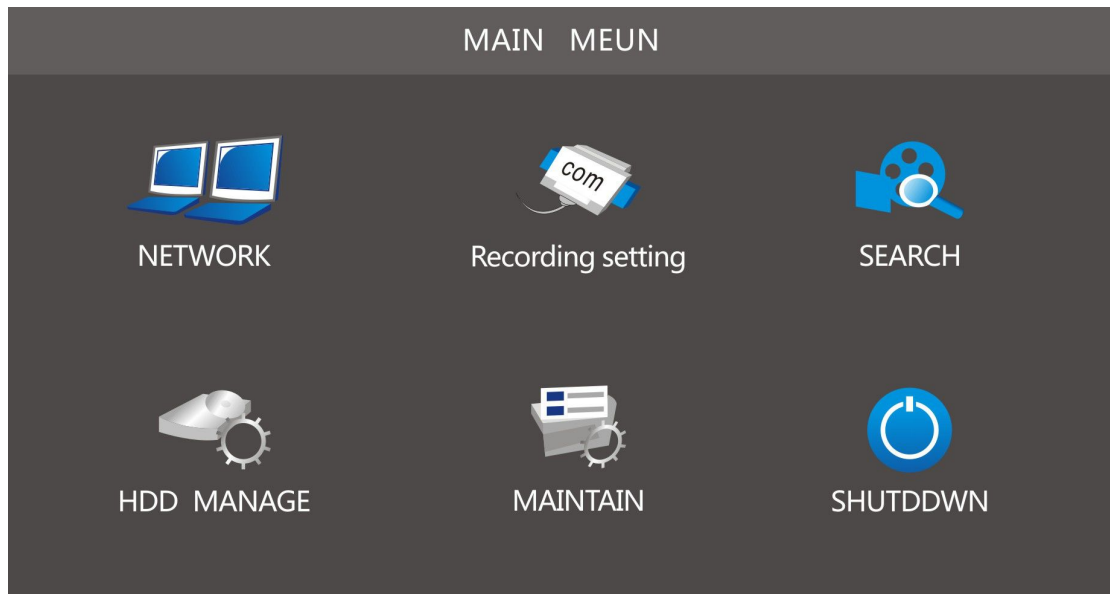 MAIN MEUN
com
NETWORK Recording setting SEARCH
HDD MANAGE MAINTAIN SHUTDDWN